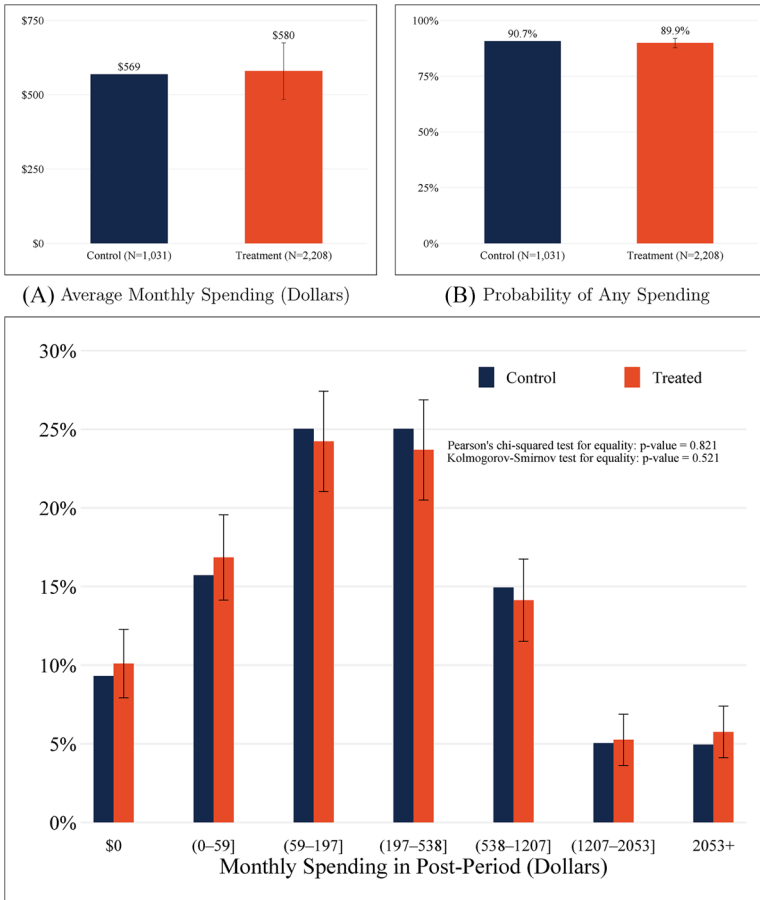 $750
$500
$250
$0
$569
$580
Control (N=1,031)
Treatment (N=2,208)
(A) Average Monthly Spending (Dollars)
100%
75%
50%
25%
0%
90.7%
89.9%
Control (N=1,031)
Treatment (N=2,208)
(B) Probability of Any Spending
30%
25%
20%
15%
10%
5%
0%
Control
Treated
Pearson's chi-squared test for equality: p-value = 0.821
Kolmogorov-Smirnov test for equality: p-value = 0.521
$0
(0–59]
(59–197]
(197–538]
(538–1207]
(1207–2053]
2053+
Monthly Spending in Post-Period (Dollars)